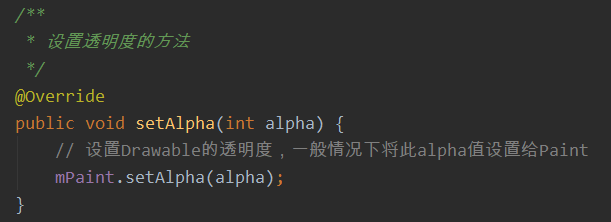 /**
 * 设置透明度的方法
 */
@Override
public void setAlpha(int alpha) {
    // 设置Drawable的透明度，一般情况下将此alpha值设置给Paint
    mPaint.setAlpha(alpha);
}